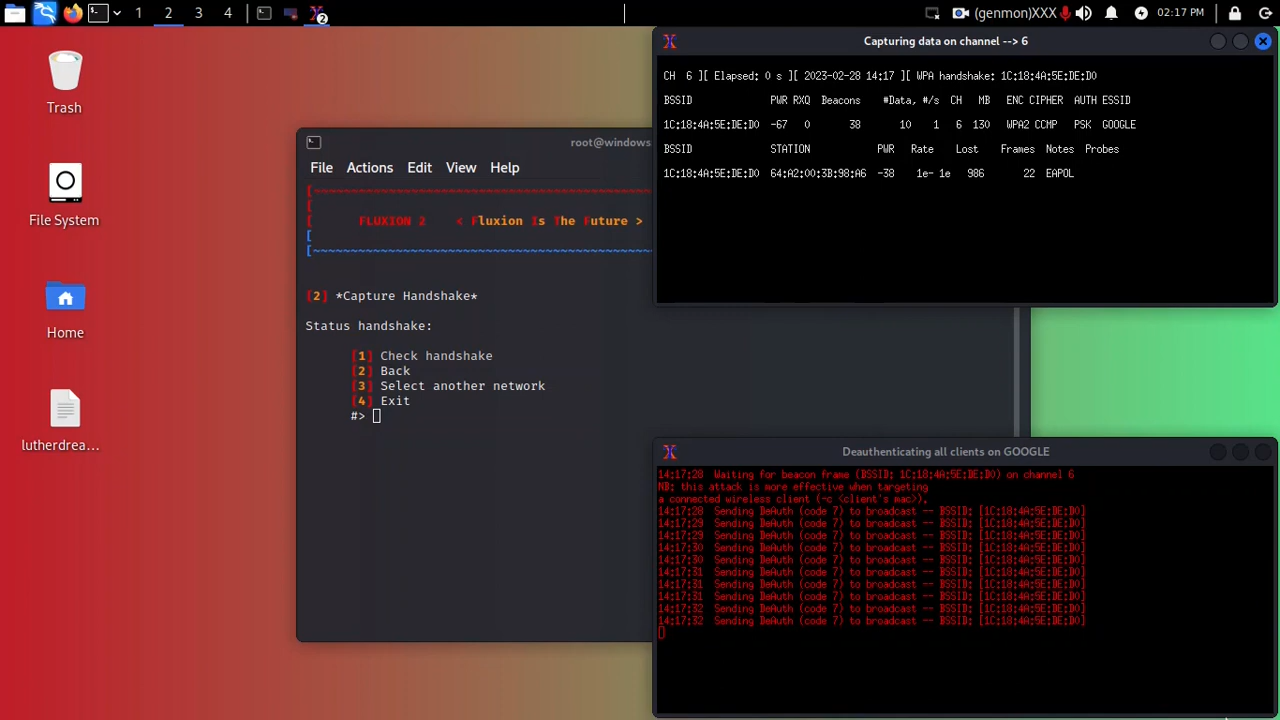 1 2 3 4 2 (genmon)XXX 02:17 PM
Trash
File System
Home
lutherdrea...
root@windows
File Actions Edit View Help
FLUXION 2 < Fluxion Is The Future >
[2] *Capture Handshake*
Status handshake:
[1] Check handshake
[2] Back
[3] Select another network
[4] Exit
#>
Capturing data on channel --> 6
CH 6 ][ Elapsed: 0 s ][ 2023-02-28 14:17 ][ WPA handshake: 1C:18:4A:5E:DE:D0
BSSID PWR RXQ Beacons #Data, #/s CH MB ENC CIPHER AUTH ESSID
1C:18:4A:5E:DE:D0 -67 0 38 10 1 6 130 WPA2 CCMP PSK GOOGLE
BSSID STATION PWR Rate Lost Frames Notes Probes
1C:18:4A:5E:DE:D0 64:A2:00:3B:98:A6 -38 1e- 1e 986 22 EAPOL
Deauthenticating all clients on GOOGLE
14:17:28 Waiting for beacon frame (BSSID: 1C:18:4A:5E:DE:D0) on channel 6
NB: this attack is more effective when targeting
a connected wireless client (-c <client's mac>).
14:17:28 Sending DeAuth (code 7) to broadcast -- BSSID: [1C:18:4A:5E:DE:D0]
14:17:29 Sending DeAuth (code 7) to broadcast -- BSSID: [1C:18:4A:5E:DE:D0]
14:17:29 Sending DeAuth (code 7) to broadcast -- BSSID: [1C:18:4A:5E:DE:D0]
14:17:30 Sending DeAuth (code 7) to broadcast -- BSSID: [1C:18:4A:5E:DE:D0]
14:17:30 Sending DeAuth (code 7) to broadcast -- BSSID: [1C:18:4A:5E:DE:D0]
14:17:31 Sending DeAuth (code 7) to broadcast -- BSSID: [1C:18:4A:5E:DE:D0]
14:17:31 Sending DeAuth (code 7) to broadcast -- BSSID: [1C:18:4A:5E:DE:D0]
14:17:31 Sending DeAuth (code 7) to broadcast -- BSSID: [1C:18:4A:5E:DE:D0]
14:17:32 Sending DeAuth (code 7) to broadcast -- BSSID: [1C:18:4A:5E:DE:D0]
14:17:32 Sending DeAuth (code 7) to broadcast -- BSSID: [1C:18:4A:5E:DE:D0]